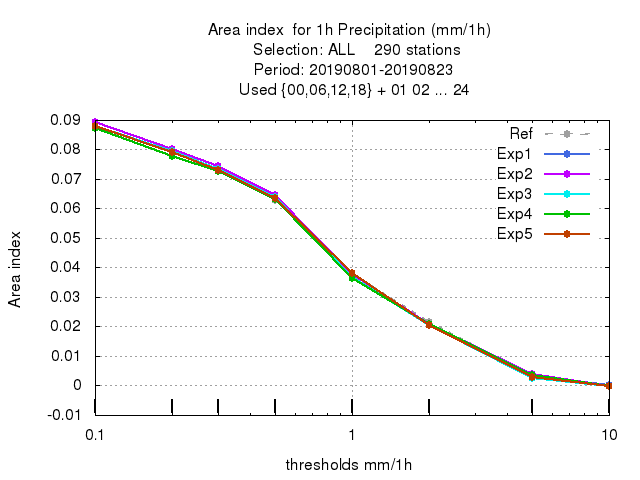 Area index  for 1h Precipitation (mm/1h)
Selection: ALL    290 stations
Period: 20190801-20190823
Used {00,06,12,18} + 01 02 ... 24
0.09
0.08
0.07
0.06
0.05
0.04
0.03
0.02
0.01
0
-0.01
Area index
Ref
Exp1
Exp2
Exp3
Exp4
Exp5
0.1 1 10
thresholds mm/1h